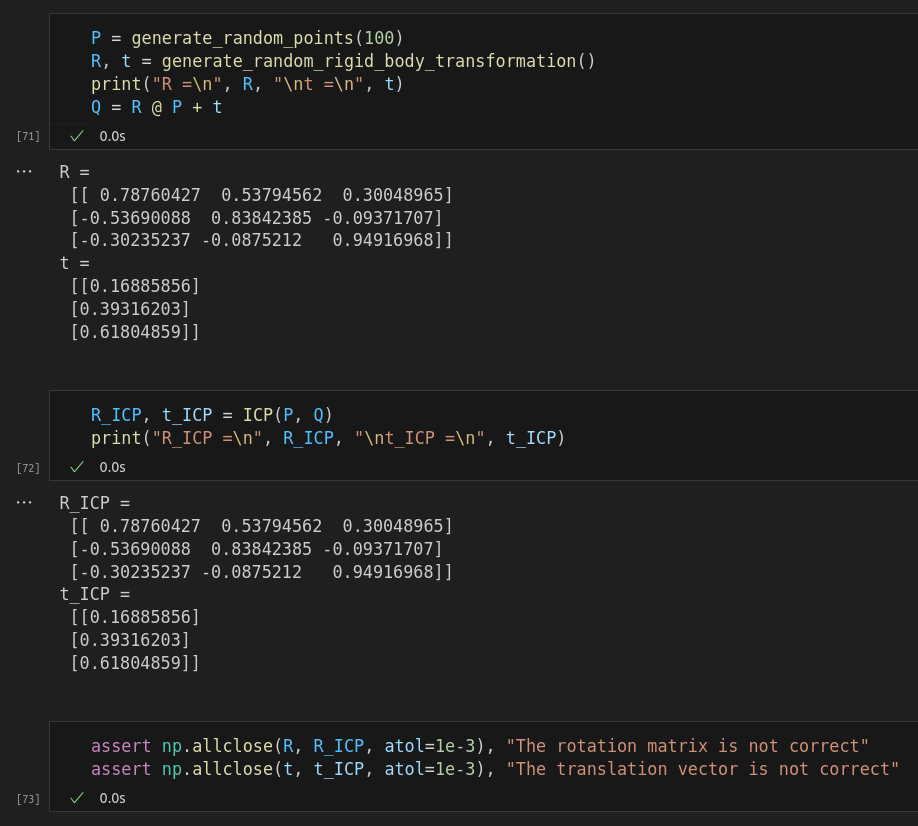 P = generate_random_points(100)
R, t = generate_random_rigid_body_transformation()
print("R =\n", R, "\nt =\n", t)
Q = R @ P + t
[71] ✓ 0.0s
··· R =
[[ 0.78760427 0.53794562 0.30048965]
[-0.53690088 0.83842385 -0.09371707]
[-0.30235237 -0.0875212 0.94916968]]
t =
[[0.16885856]
[0.39316203]
[0.61804859]]
R_ICP, t_ICP = ICP(P, Q)
print("R_ICP =\n", R_ICP, "\nt_ICP =\n", t_ICP)
[72] ✓ 0.0s
··· R_ICP =
[[ 0.78760427 0.53794562 0.30048965]
[-0.53690088 0.83842385 -0.09371707]
[-0.30235237 -0.0875212 0.94916968]]
t_ICP =
[[0.16885856]
[0.39316203]
[0.61804859]]
assert np.allclose(R, R_ICP, atol=1e-3), "The rotation matrix is not correct"
assert np.allclose(t, t_ICP, atol=1e-3), "The translation vector is not correct"
[73] ✓ 0.0s